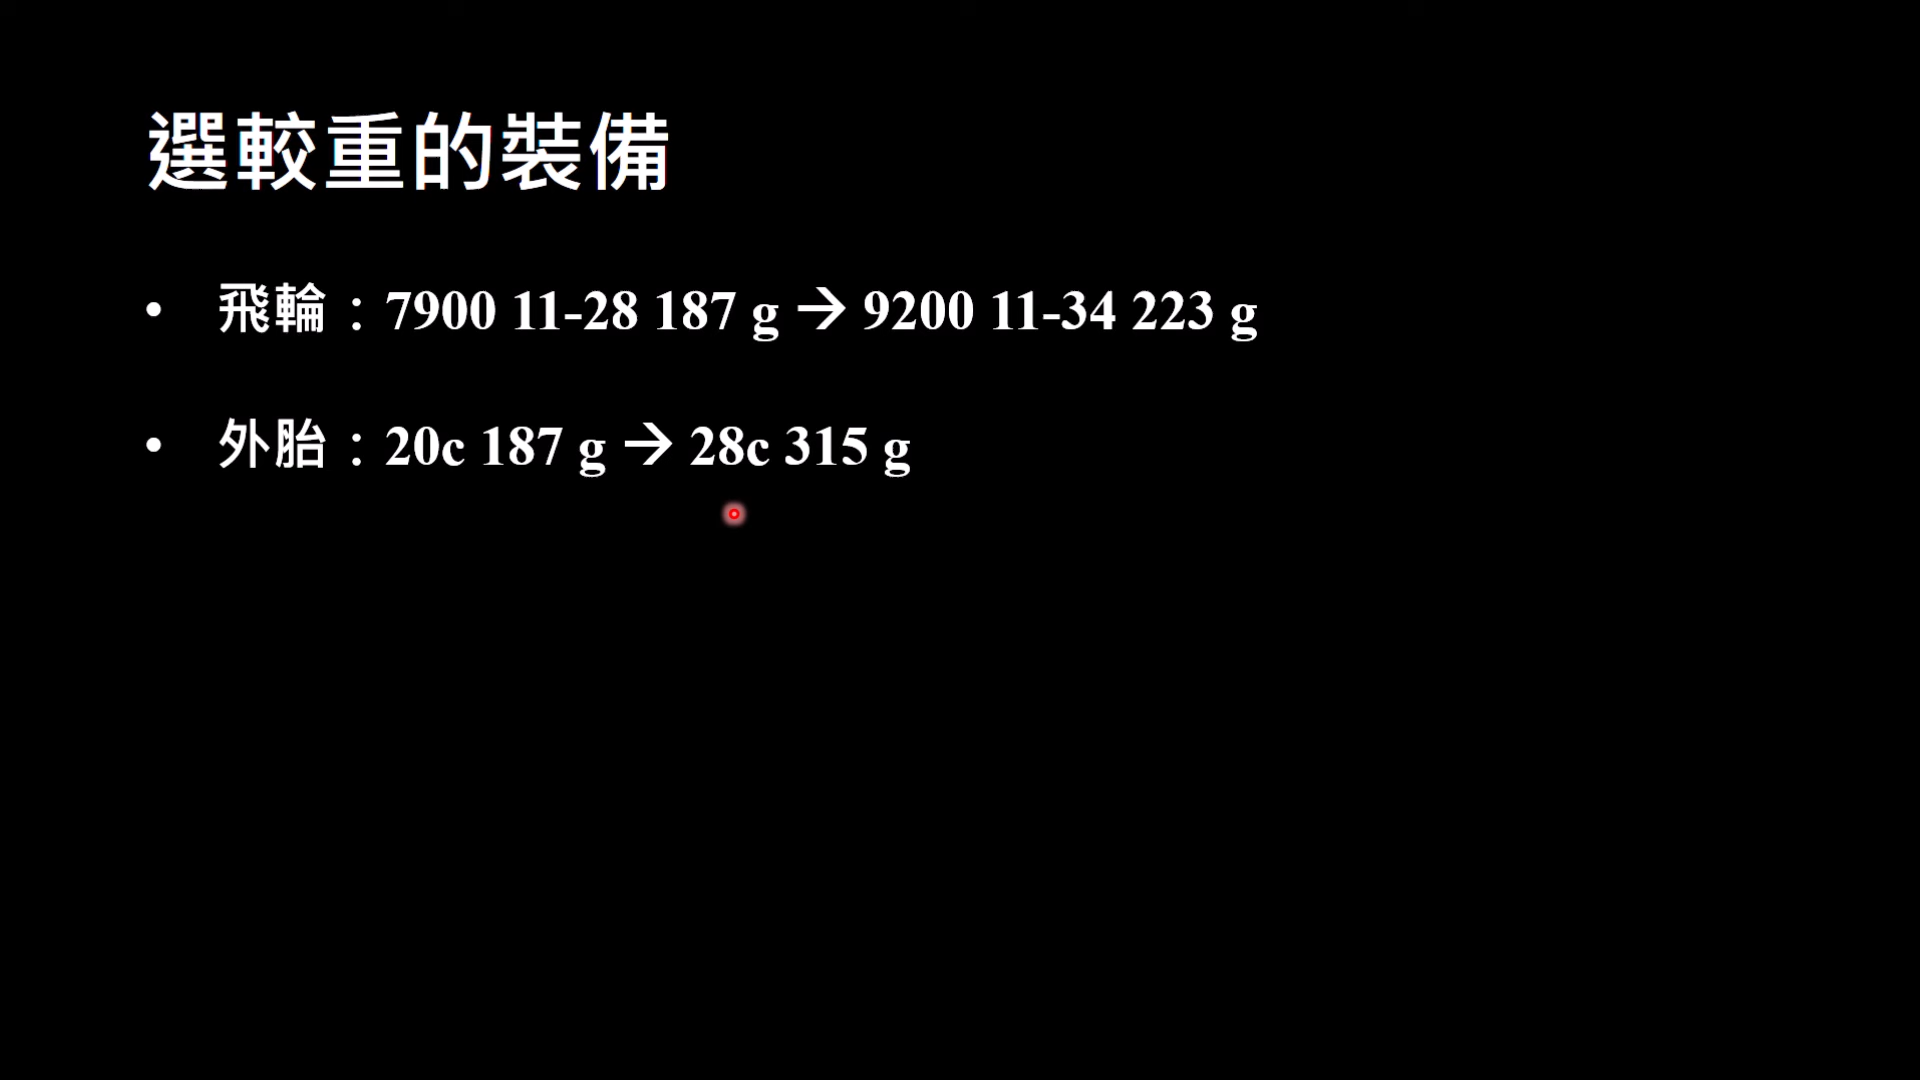 選較重的裝備
• 飛輪：7900 11-28 187 g → 9200 11-34 223 g
• 外胎：20c 187 g → 28c 315 g